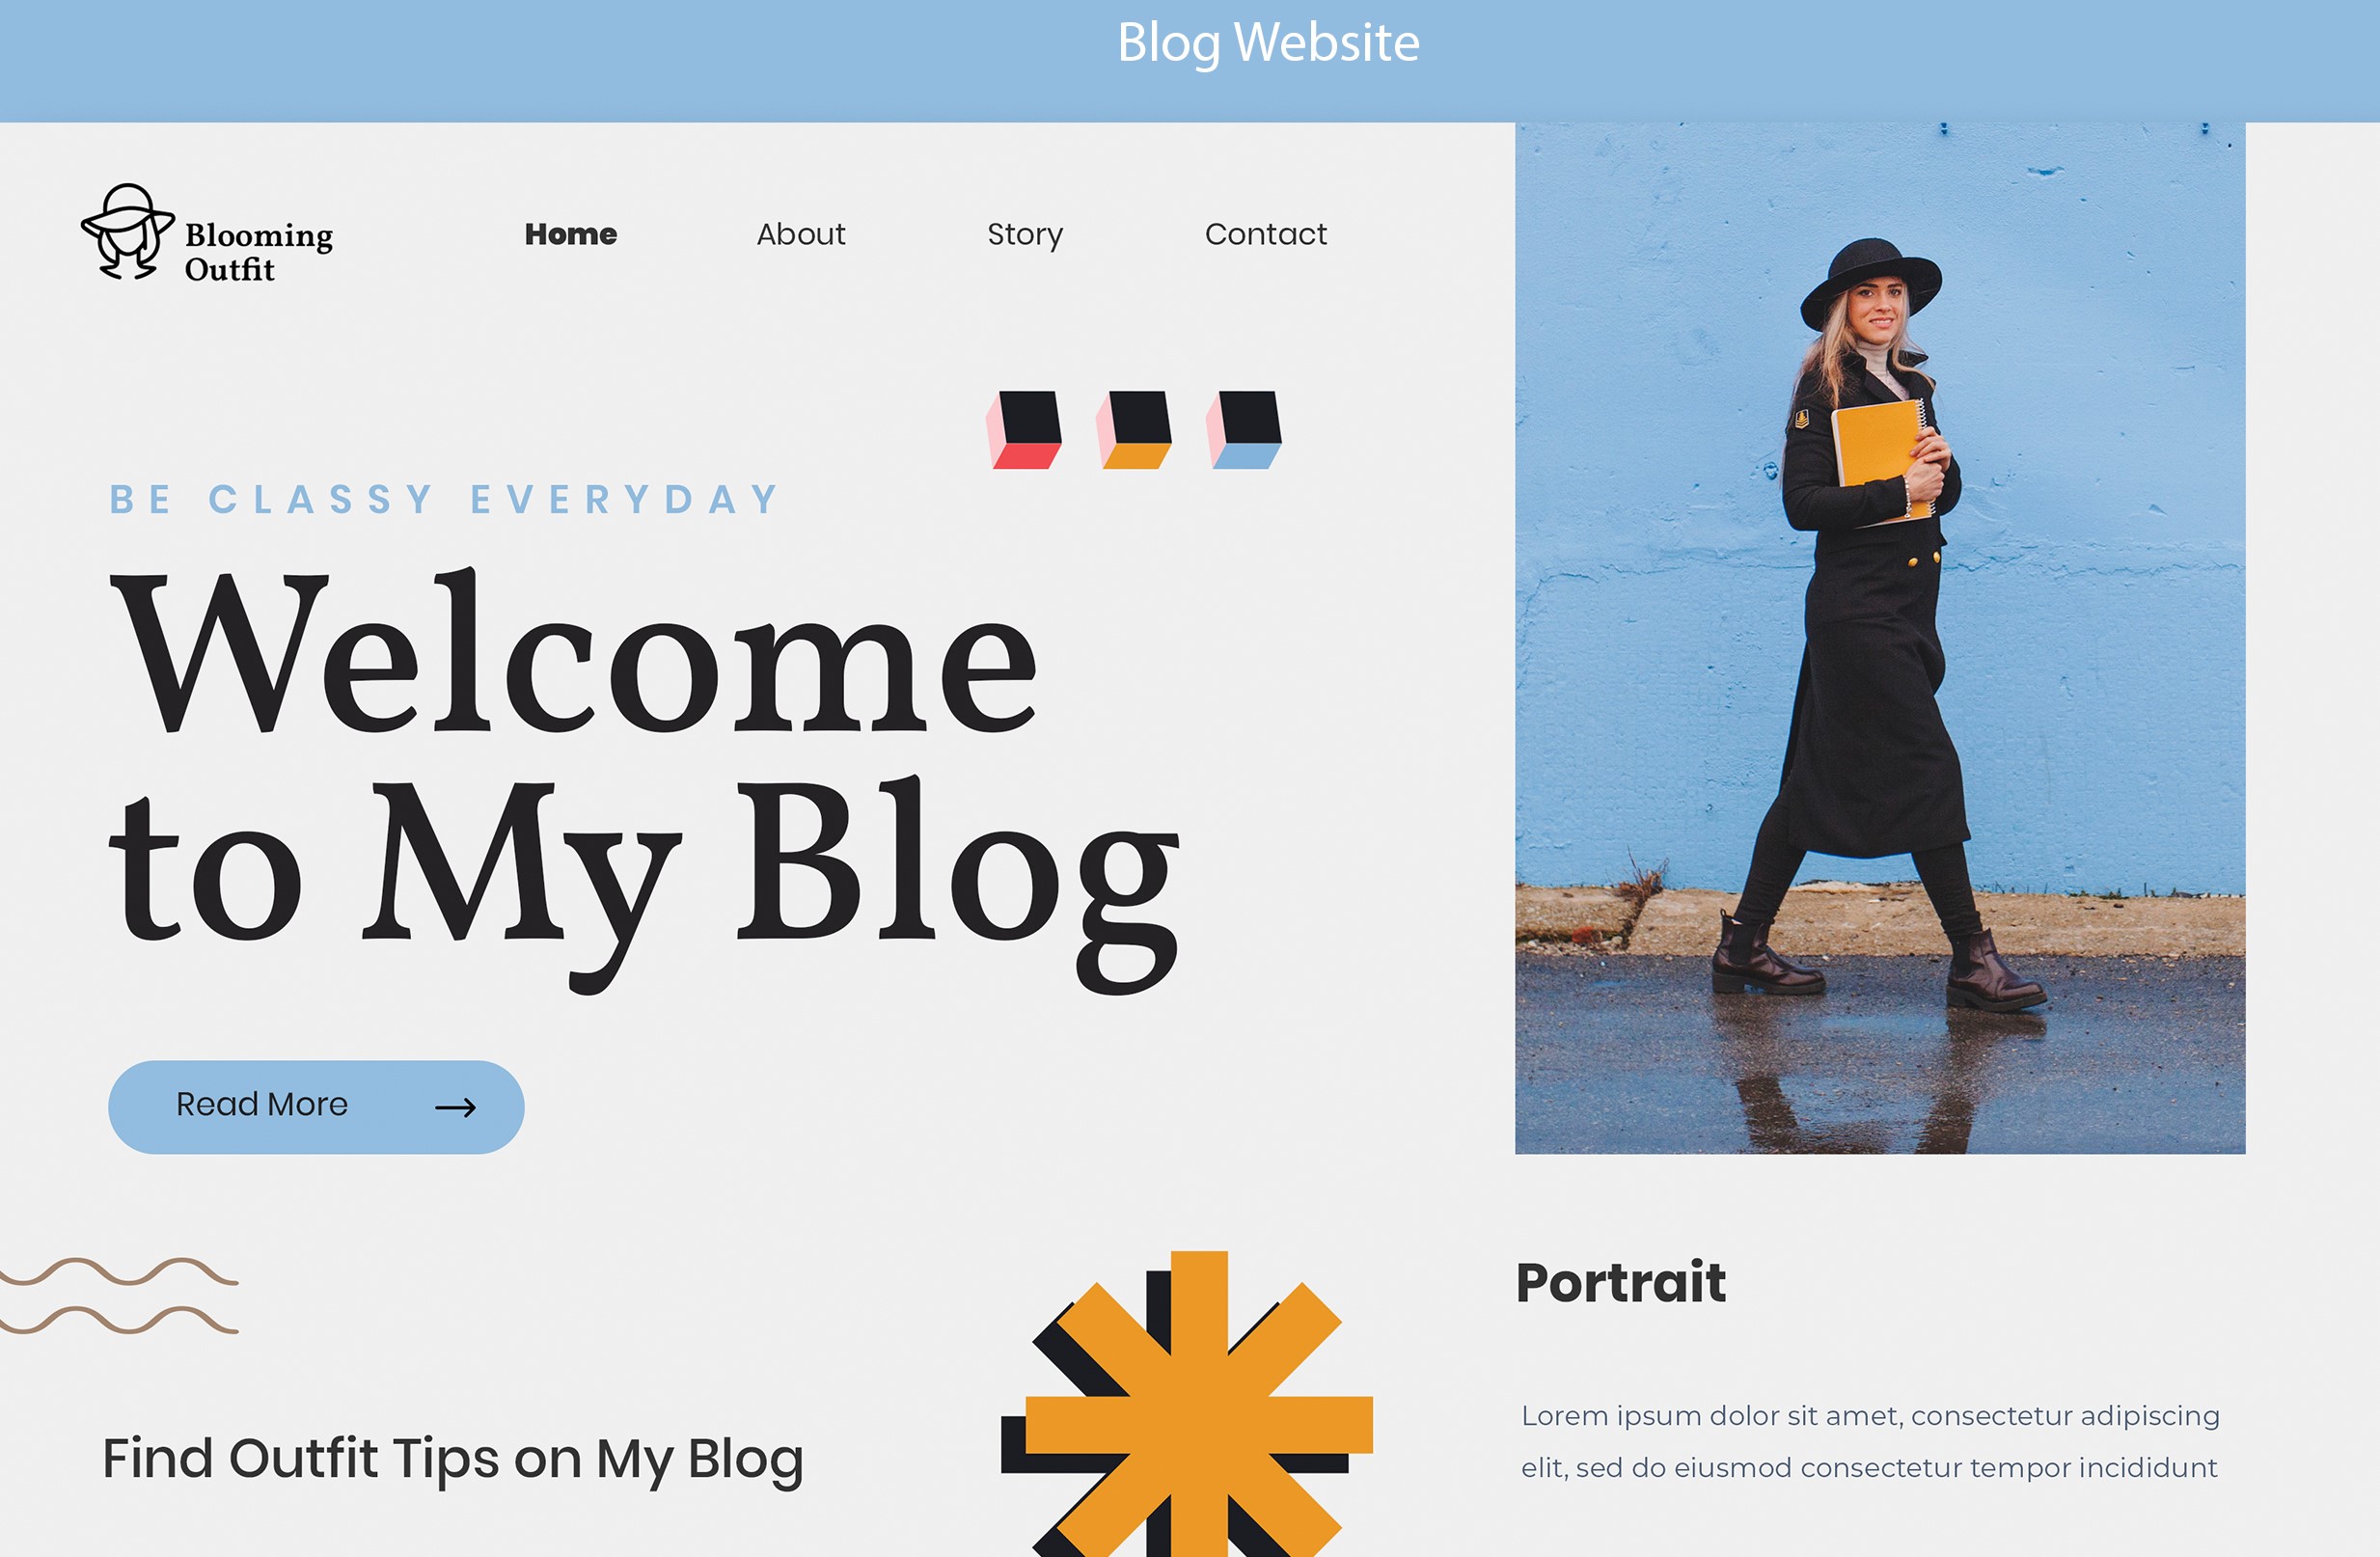 Blog Website
Blooming
Outfit
Home About Story Contact
BE CLASSY EVERYDAY
Welcome
to My Blog
Read More
Portrait
Lorem ipsum dolor sit amet, consectetur adipiscing
elit, sed do eiusmod consectetur tempor incididunt
Find Outfit Tips on My Blog